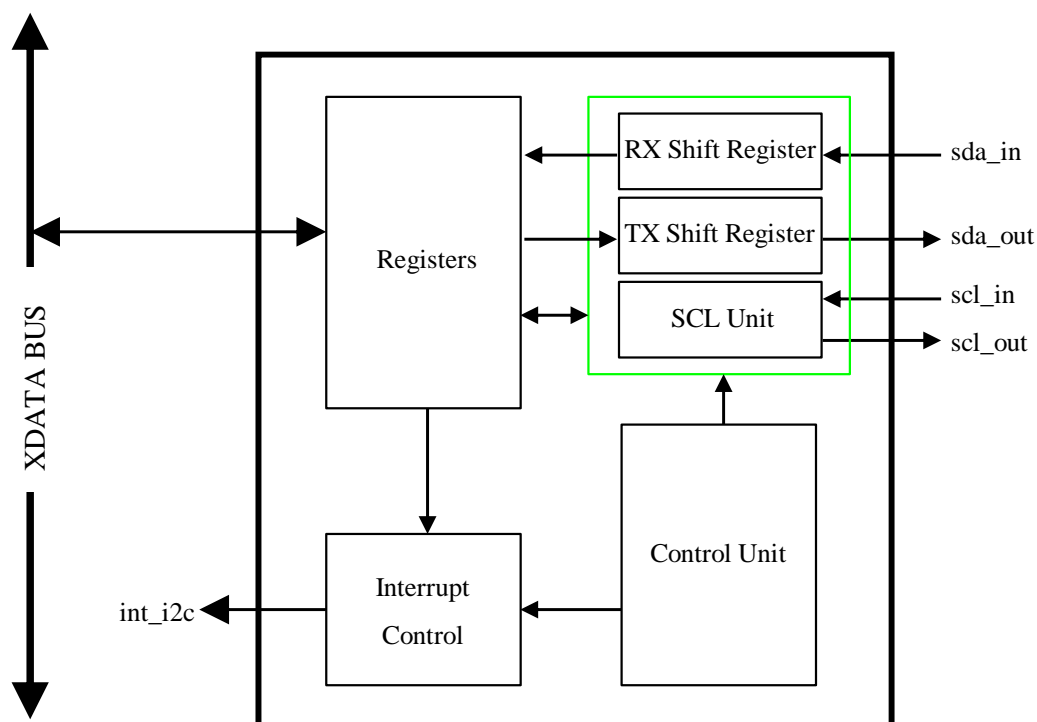 RX Shift Register
sda_in
TX Shift Register
sda_out
Registers
scl_in
SCL Unit
scl_out
XDATA BUS
Control Unit
Interrupt
Control
int_i2c